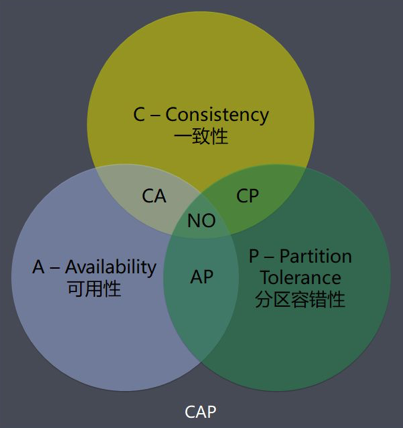 C – Consistency
一致性
CA
CP
NO
A – Availability
可用性
AP
P – Partition
Tolerance
分区容错性
CAP